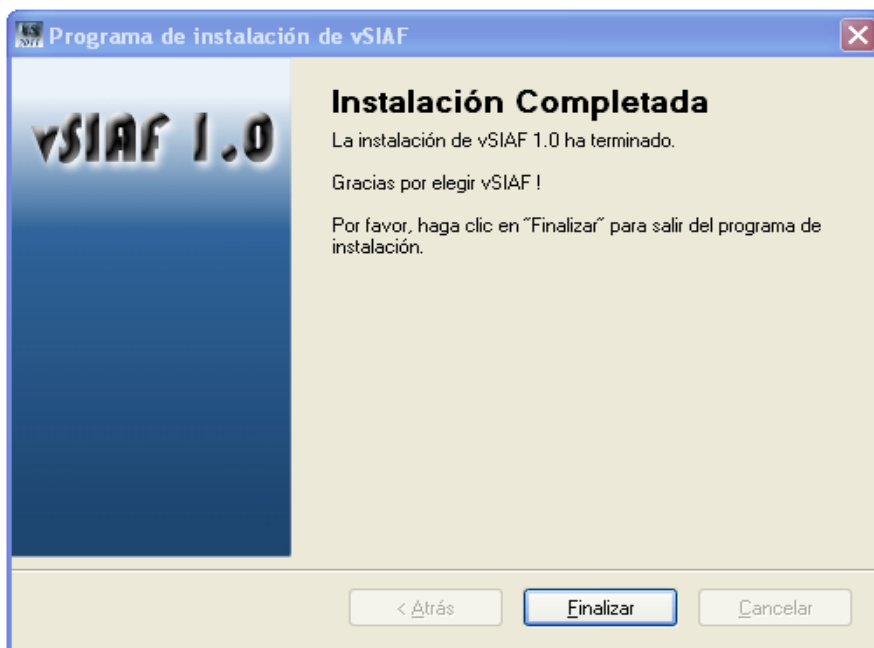 Programa de instalación de vSIAF
vSIAF 1.0
Instalación Completada
La instalación de vSIAF 1.0 ha terminado.
Gracias por elegir vSIAF !
Por favor, haga clic en ˝Finalizar˝ para salir del programa de
instalación.
< Atrás
Finalizar
Cancelar